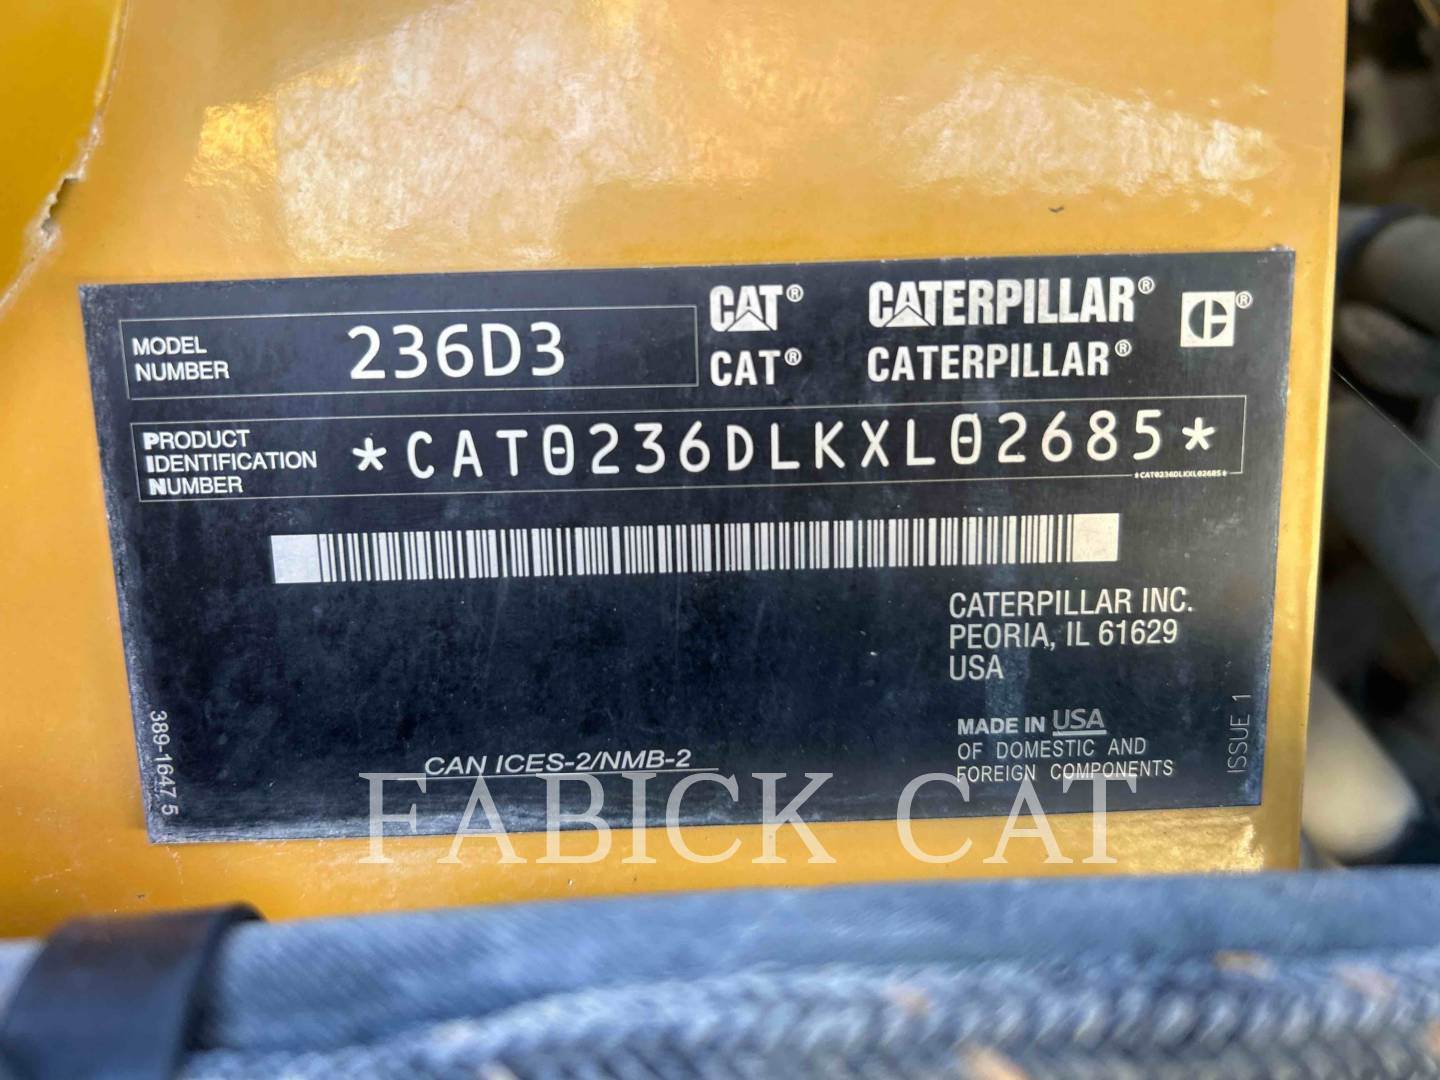 MODEL NUMBER 236D3
CAT® CATERPILLAR® ®
CAT® CATERPILLAR®
PRODUCT IDENTIFICATION NUMBER *CAT0236DLKXL02685*
*CAT0236DLKXL02685*
CATERPILLAR INC.
PEORIA, IL 61629
USA
MADE IN USA
OF DOMESTIC AND
FOREIGN COMPONENTS
ISSUE 1
CAN ICES-2/NMB-2
389-1647 5
FABICK CAT